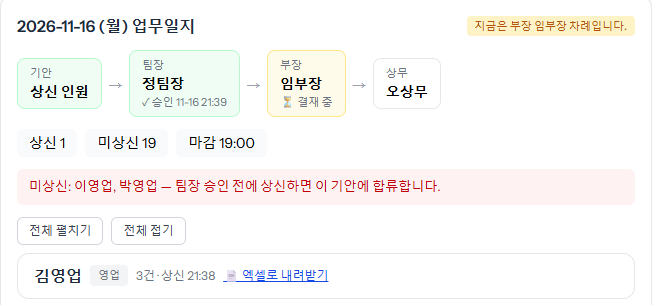 2026-11-16 (월) 업무일지
지금은 부장 임부장 차례입니다.
기안
상신 인원
→
팀장
정팀장
✓ 승인 11-16 21:39
→
부장
임부장
⏳ 결재 중
→
상무
오상무
상신 1
미상신 19
마감 19:00
미상신: 이영업, 박영업 — 팀장 승인 전에 상신하면 이 기안에 합류합니다.
전체 펼치기
전체 접기
김영업 영업 3건 · 상신 21:38 엑셀로 내려받기